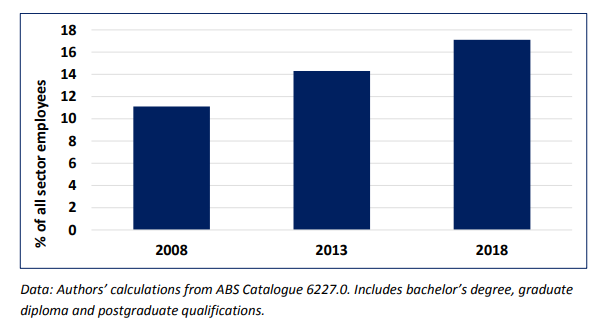 18
16
14
12
10
8
6
4
2
0
% of all sector employees
2008 2013 2018
Data: Authors’ calculations from ABS Catalogue 6227.0. Includes bachelor’s degree, graduate
diploma and postgraduate qualifications.